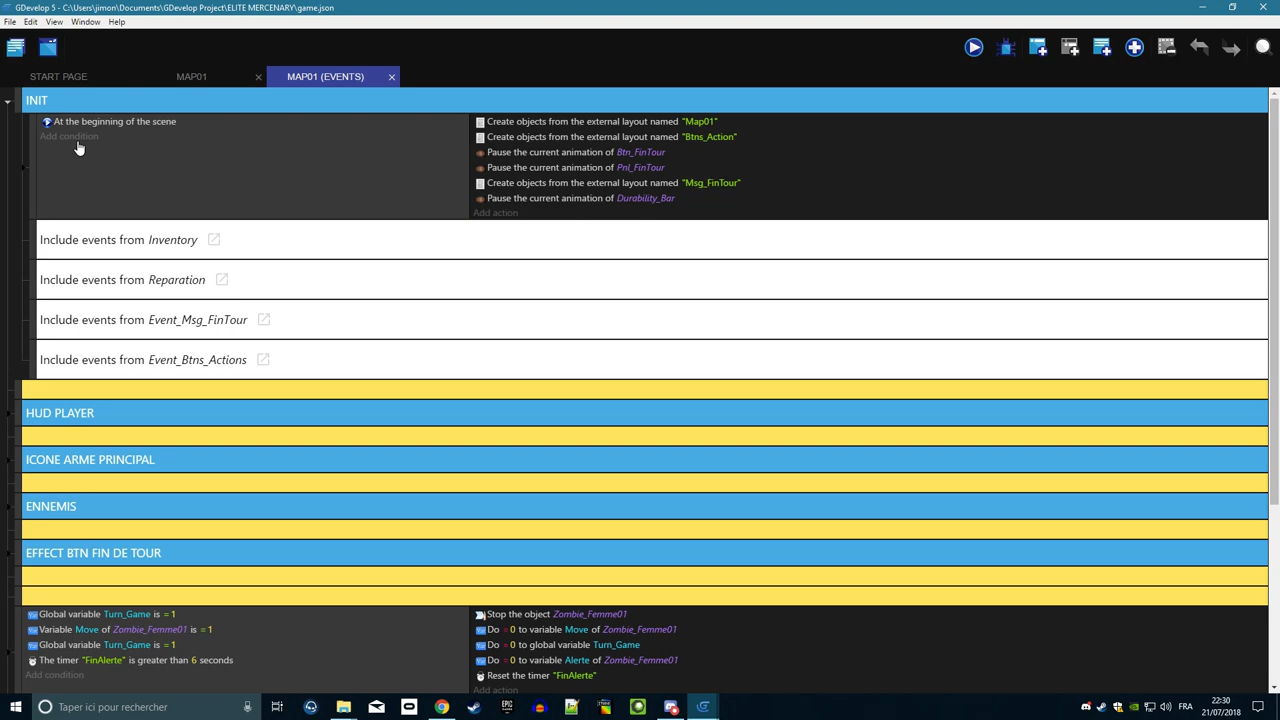 GDevelop 5 - C:\Users\jimon\Documents\GDevelop Project\ELITE MERCENARY\game.json
File Edit View Window Help
START PAGE MAP01 MAP01 (EVENTS)
INIT
At the beginning of the scene
Add condition
Create objects from the external layout named "Map01"
Create objects from the external layout named "Btns_Action"
Pause the current animation of Btn_FinTour
Pause the current animation of Pnl_FinTour
Create objects from the external layout named "Msg_FinTour"
Pause the current animation of Durability_Bar
Add action
Include events from Inventory
Include events from Reparation
Include events from Event_Msg_FinTour
Include events from Event_Btns_Actions
HUD PLAYER
ICONE ARME PRINCIPAL
ENNEMIS
EFFECT BTN FIN DE TOUR
Global variable Turn_Game is = 1
Variable Move of Zombie_Femme01 is = 1
Global variable Turn_Game is = 1
The timer "FinAlerte" is greater than 6 seconds
Add condition
Stop the object Zombie_Femme01
Do = 0 to variable Move of Zombie_Femme01
Do = 0 to global variable Turn_Game
Do = 0 to variable Alerte of Zombie_Femme01
Reset the timer "FinAlerte"
Add action
Taper ici pour rechercher
FRA
22:30
21/07/2018